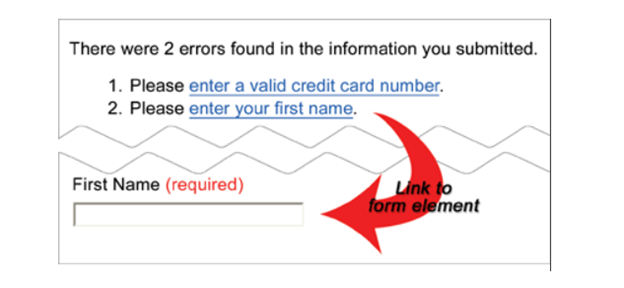 There were 2 errors found in the information you submitted.
1. Please enter a valid credit card number.
2. Please enter your first name.
First Name (required)
Link to
form element